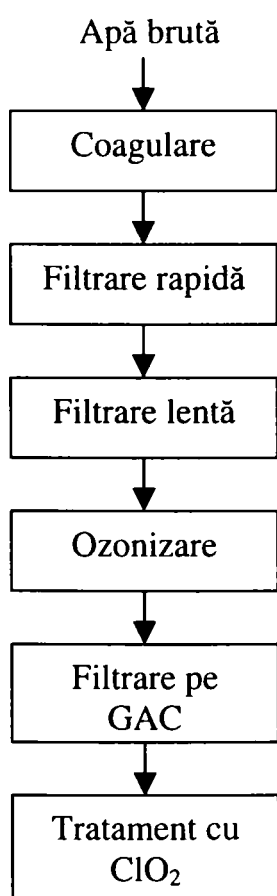 Apă brută
Coagulare
Filtrare rapidă
Filtrare lentă
Ozonizare
Filtrare pe
GAC
Tratament cu
ClO₂